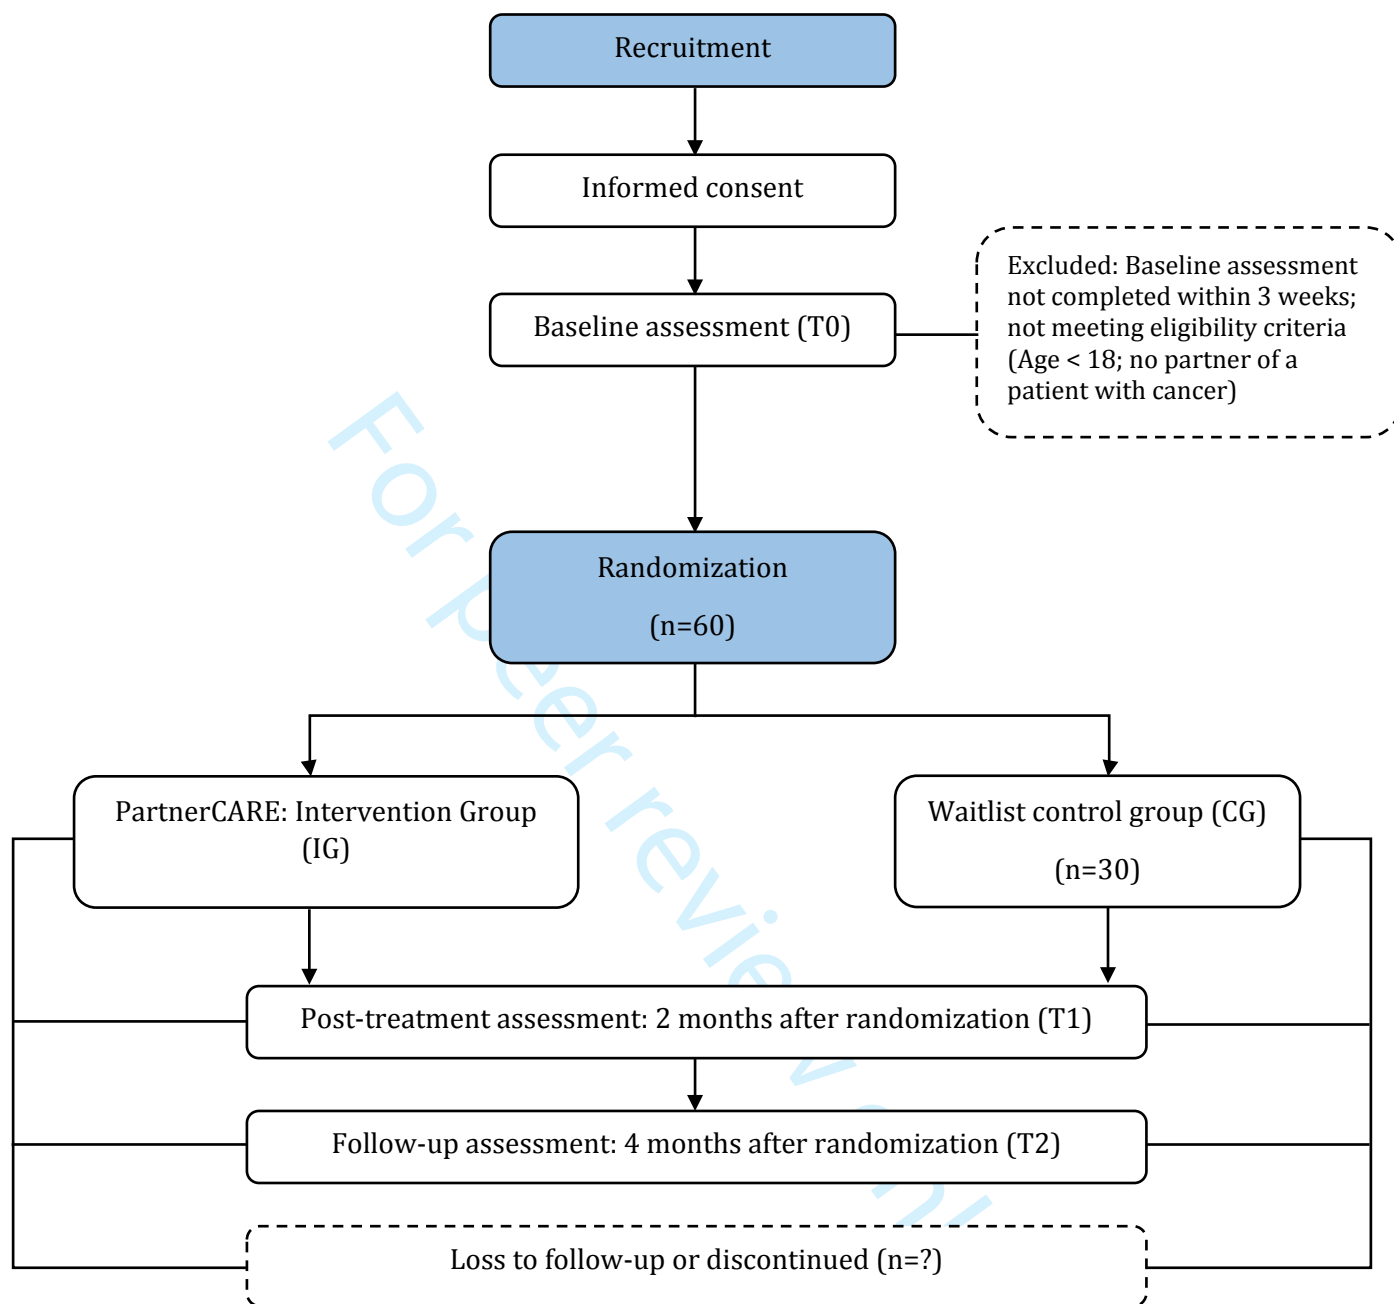 Recruitment
Informed consent
Baseline assessment (T0)
Excluded: Baseline assessment
not completed within 3 weeks;
not meeting eligibility criteria
(Age < 18; no partner of a
patient with cancer)
Randomization
(n=60)
PartnerCARE: Intervention Group
(IG)
Waitlist control group (CG)
(n=30)
Post-treatment assessment: 2 months after randomization (T1)
Follow-up assessment: 4 months after randomization (T2)
Loss to follow-up or discontinued (n=?)
For peer review